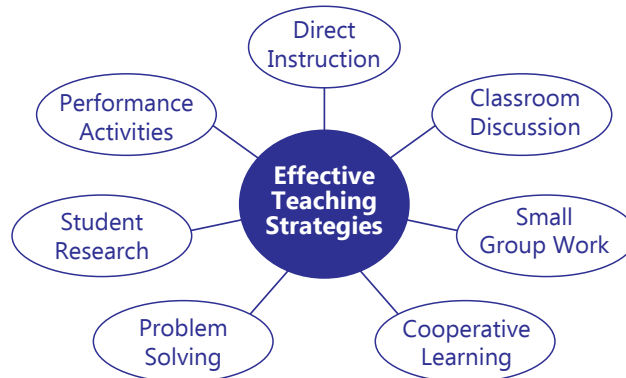 Direct
Instruction
Performance
Activities
Classroom
Discussion
Effective
Teaching
Strategies
Student
Research
Small
Group Work
Problem
Solving
Cooperative
Learning